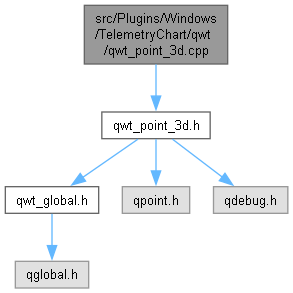 src/Plugins/Windows
/TelemetryChart/qwt
/qwt_point_3d.cpp
qwt_point_3d.h
qwt_global.h
qpoint.h
qdebug.h
qglobal.h